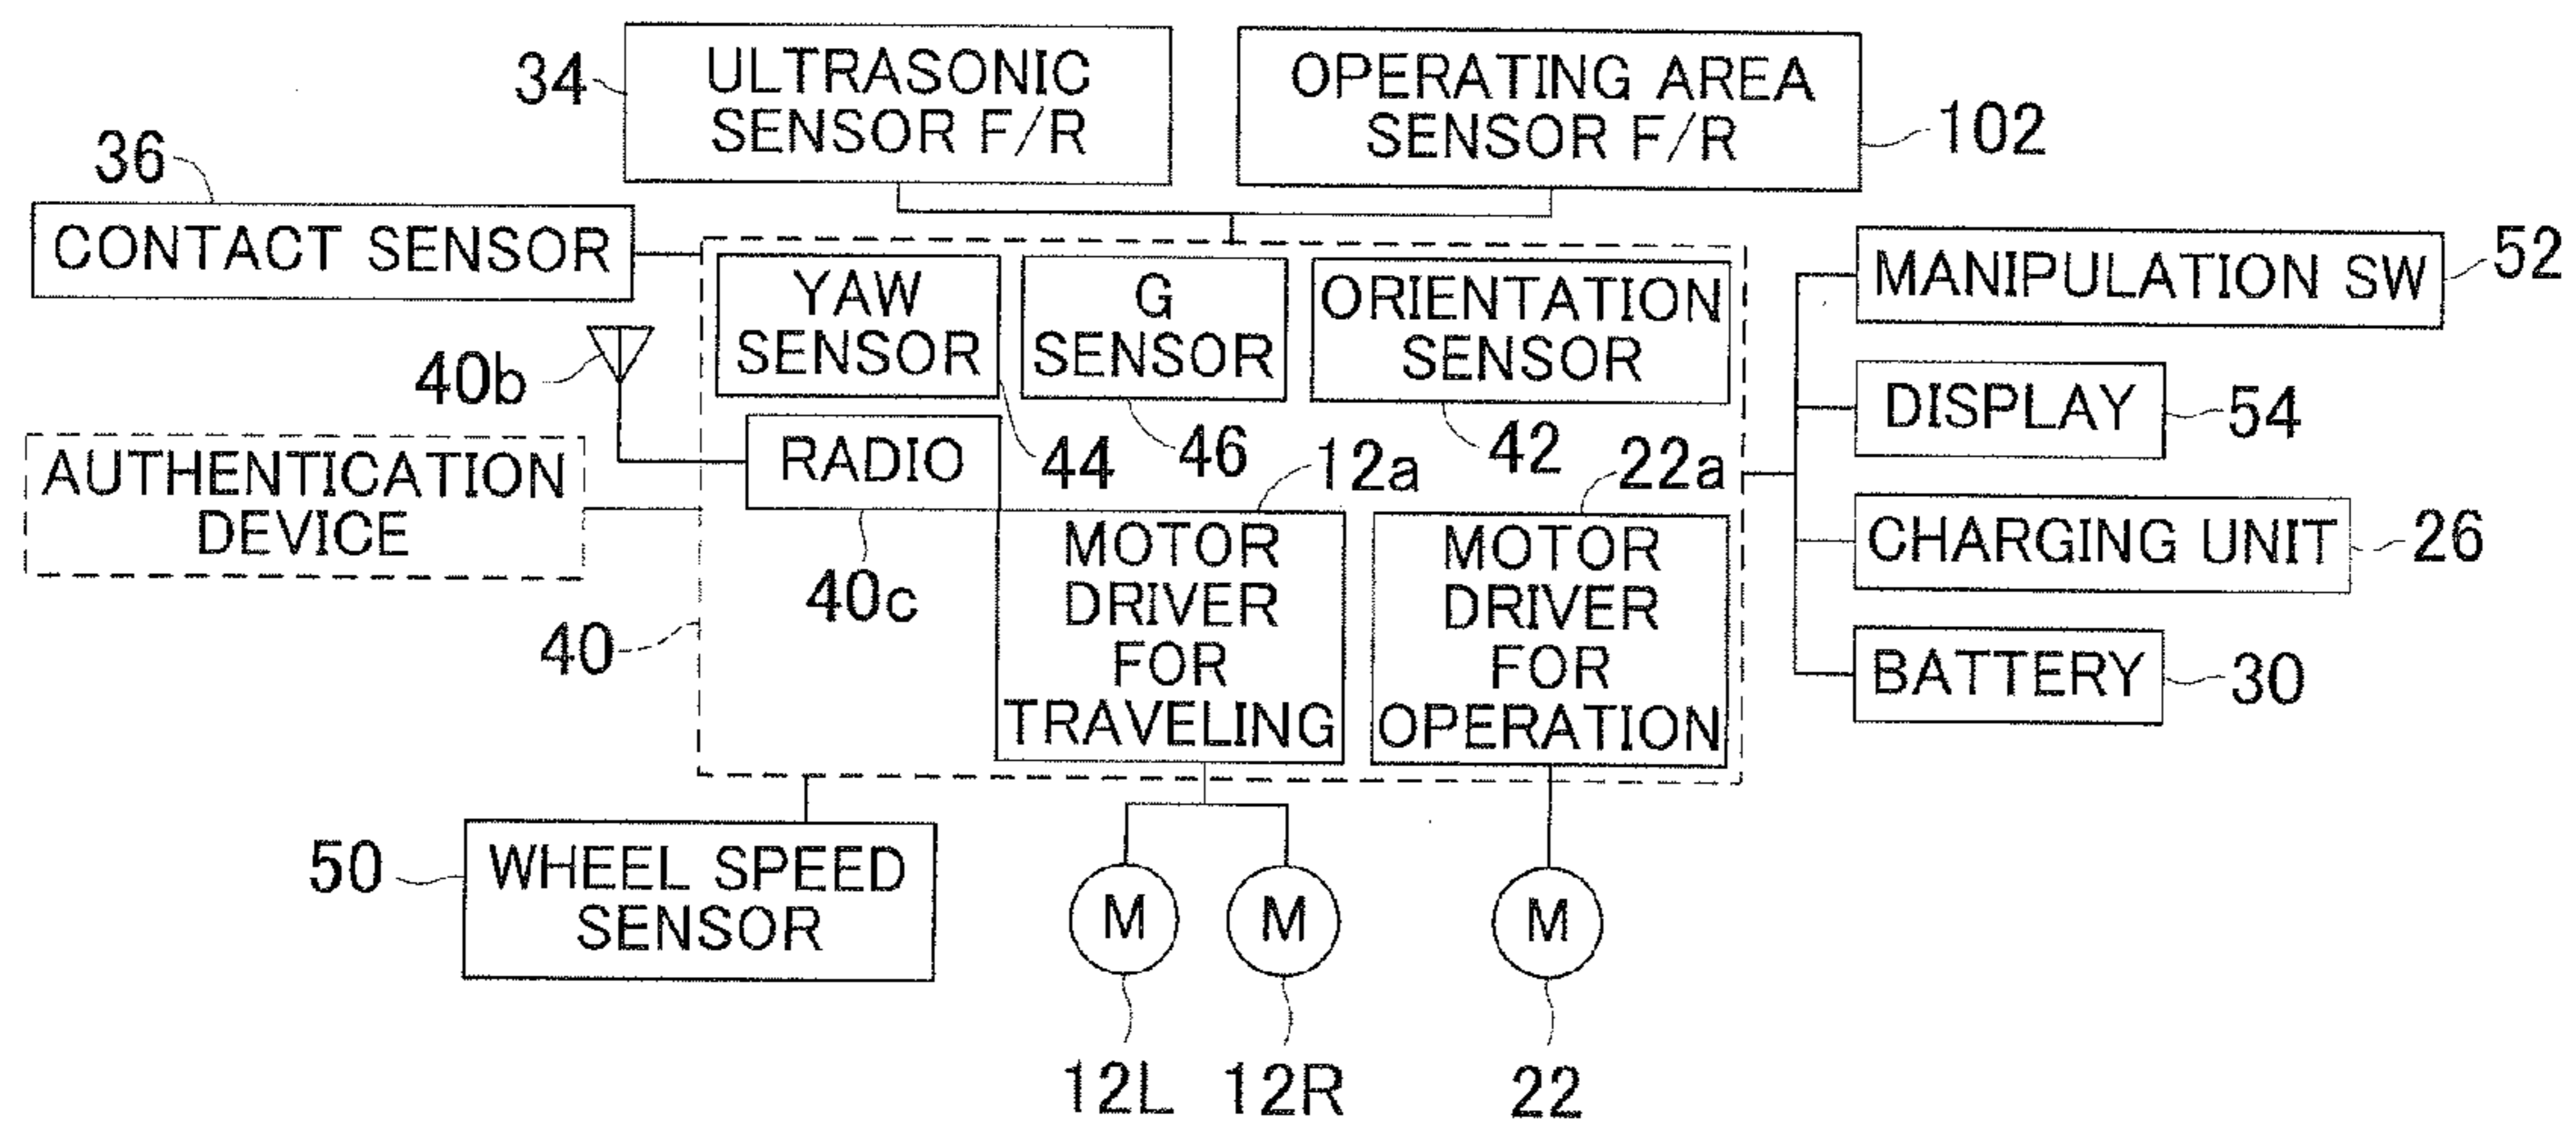 34
ULTRASONIC
SENSOR F/R
OPERATING AREA
SENSOR F/R
102
36
CONTACT SENSOR
YAW
SENSOR
G
SENSOR
ORIENTATION
SENSOR
MANIPULATION SW
52
40b
DISPLAY
54
AUTHENTICATION
DEVICE
RADIO
44
46
42
12a
22a
40c
MOTOR
DRIVER
FOR
TRAVELING
MOTOR
DRIVER
FOR
OPERATION
CHARGING UNIT
26
40
BATTERY
30
50
WHEEL SPEED
SENSOR
M
M
M
12L
12R
22